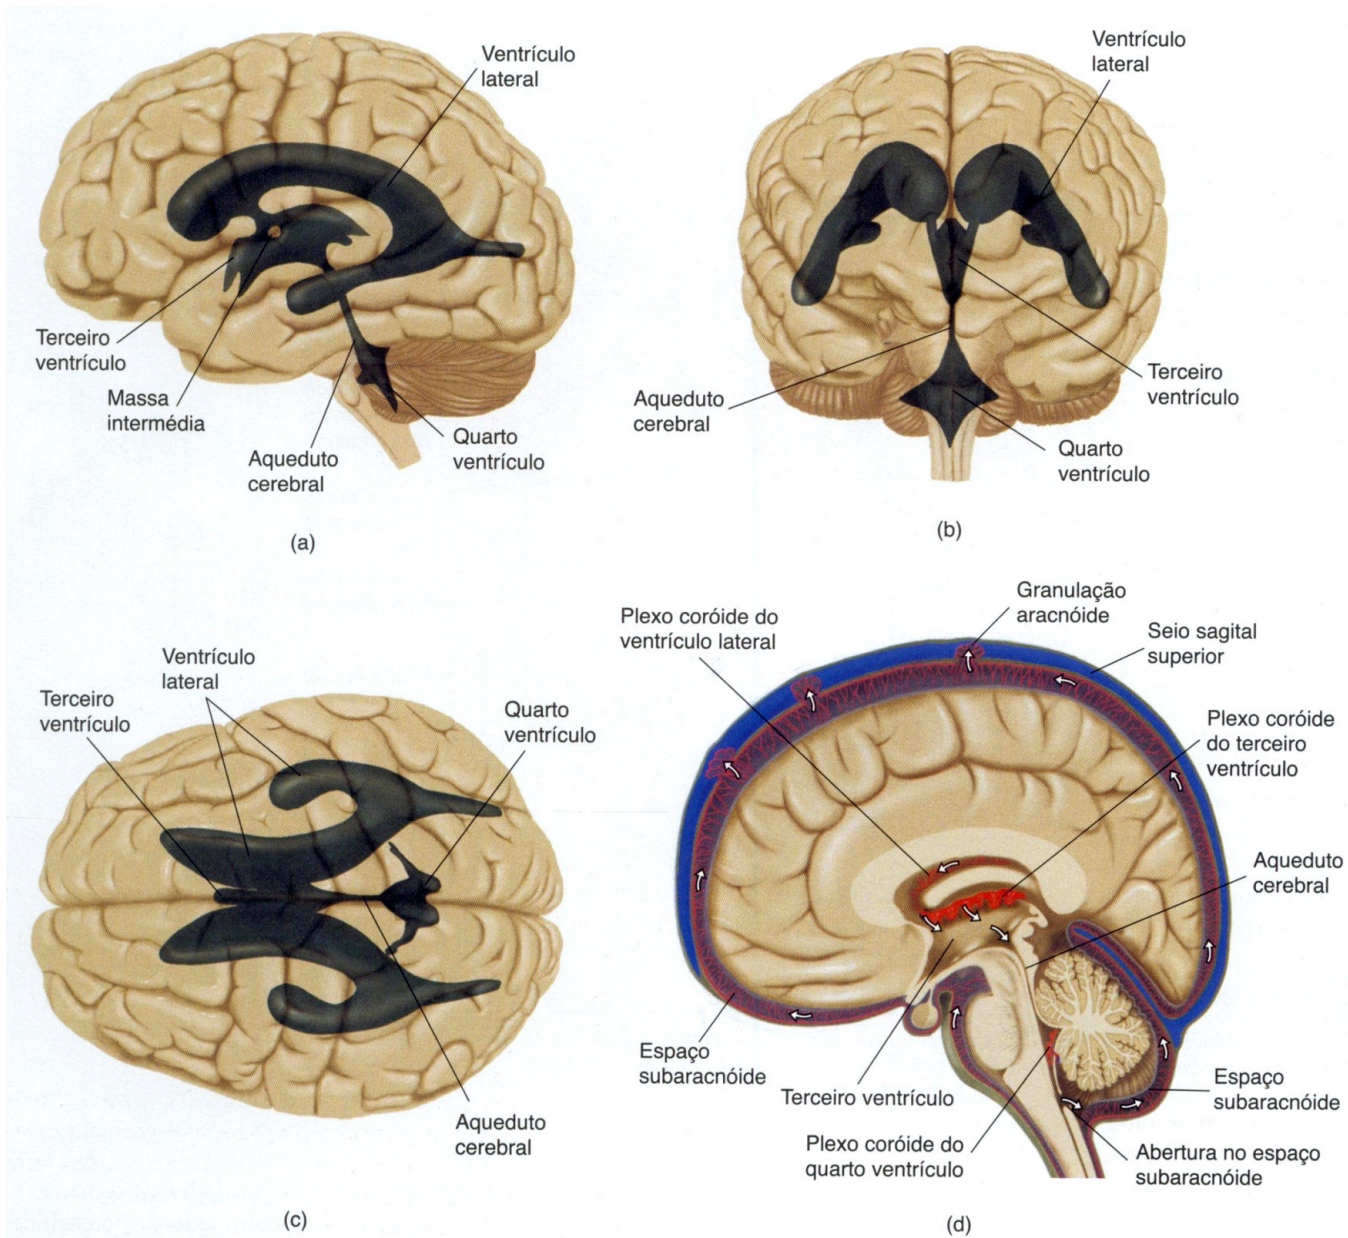 Ventrículo
lateral
Terceiro
ventrículo
Massa
intermédia
Aqueduto
cerebral
Quarto
ventrículo
(a)
Ventrículo
lateral
Aqueduto
cerebral
Terceiro
ventrículo
Quarto
ventrículo
(b)
Ventrículo
lateral
Terceiro
ventrículo
Quarto
ventrículo
Aqueduto
cerebral
(c)
Granulação
aracnóide
Plexo coróide do
ventrículo lateral
Seio sagital
superior
Plexo coróide
do terceiro
ventrículo
Aqueduto
cerebral
Espaço
subaracnóide
Terceiro ventrículo
Espaço
subaracnóide
Plexo coróide do
quarto ventrículo
Abertura no espaço
subaracnóide
(d)